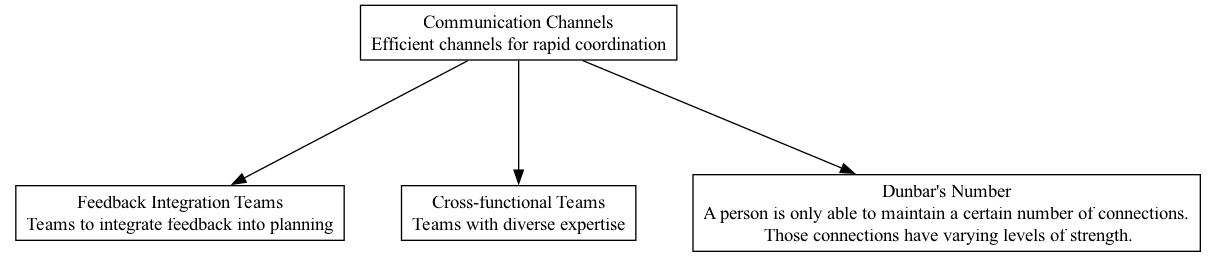 Communication Channels
Efficient channels for rapid coordination
Feedback Integration Teams
Teams to integrate feedback into planning
Cross-functional Teams
Teams with diverse expertise
Dunbar's Number
A person is only able to maintain a certain number of connections.
Those connections have varying levels of strength.